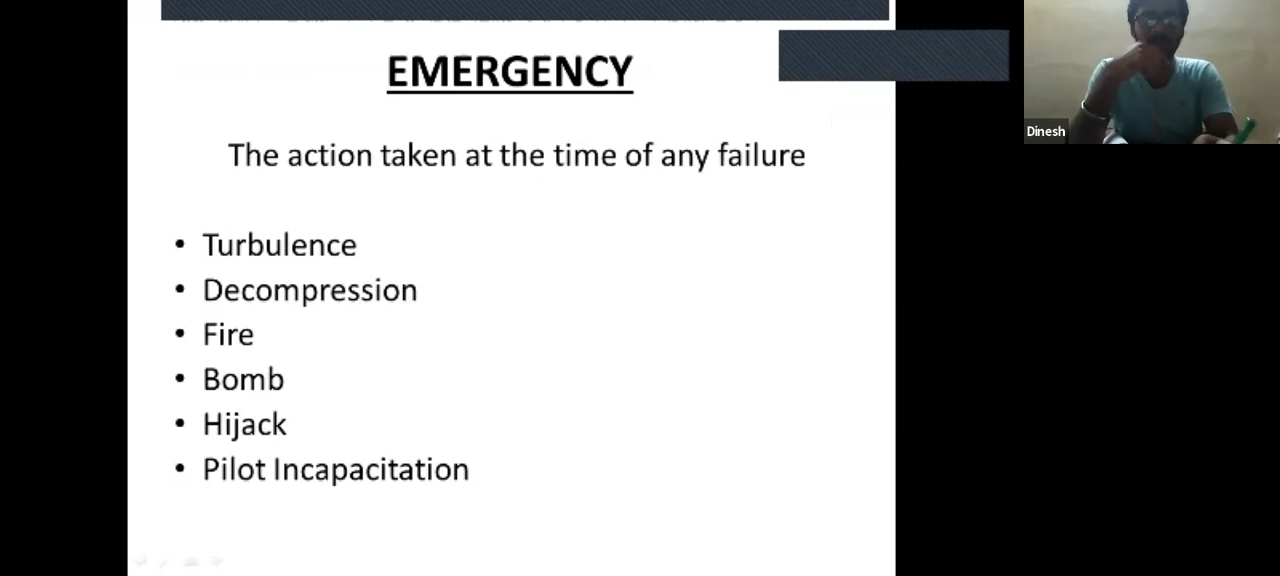 EMERGENCY
The action taken at the time of any failure
• Turbulence
• Decompression
• Fire
• Bomb
• Hijack
• Pilot Incapacitation
Dinesh